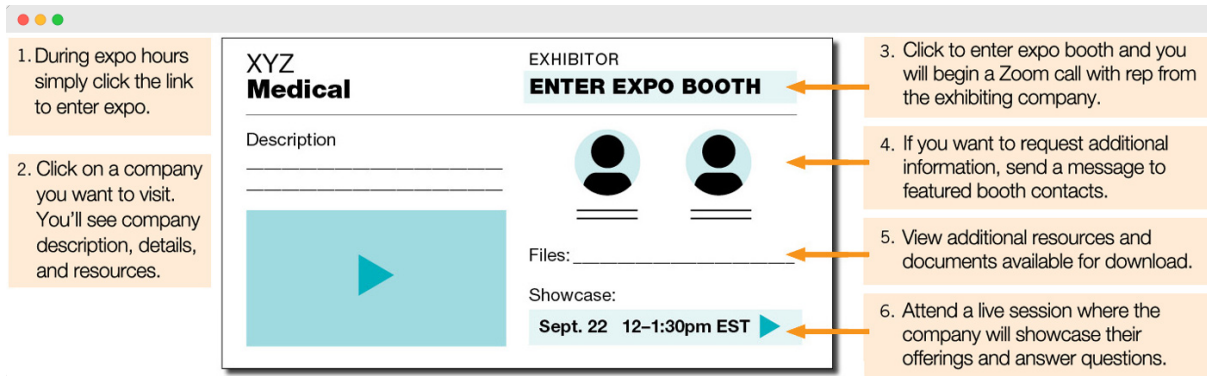 1. During expo hours
simply click the link
to enter expo.
2. Click on a company
you want to visit.
You'll see company
description, details,
and resources.
XYZ
Medical
Description
EXHIBITOR
ENTER EXPO BOOTH
Files:
Showcase:
Sept. 22 12–1:30pm EST
3. Click to enter expo booth and you
will begin a Zoom call with rep from
the exhibiting company.
4. If you want to request additional
information, send a message to
featured booth contacts.
5. View additional resources and
documents available for download.
6. Attend a live session where the
company will showcase their
offerings and answer questions.